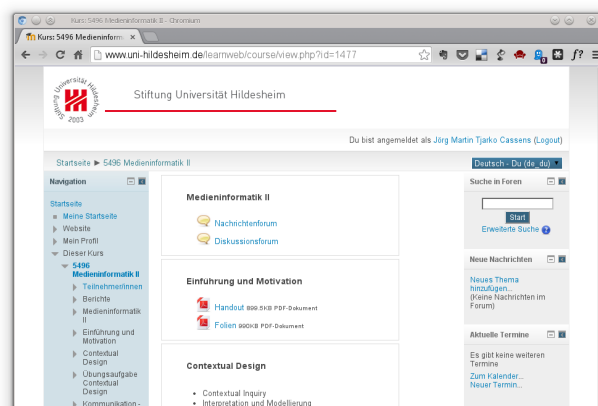 Kurs: 5496 Medieninformatik II - Chromium
Kurs: 5496 Medieninform
www.uni-hildesheim.de/learnweb/course/view.php?id=1477
Stiftung Universität Hildesheim
2003
Stiftung Universität Hildesheim
Du bist angemeldet als Jörg Martin Tjarko Cassens (Logout)
Startseite ► 5496 Medieninformatik II
Deutsch - Du (de_du)
Navigation
Startseite
Meine Startseite
Website
Mein Profil
Dieser Kurs
5496
Medieninformatik II
Teilnehmer/innen
Berichte
Medieninformatik
II
Einführung und
Motivation
Contextual
Design
Übungsaufgabe
Contextual
Design
Kommunikation -
Medieninformatik II
Nachrichtenforum
Diskussionsforum
Einführung und Motivation
Handout 899.5KB PDF-Dokument
Folien 990KB PDF-Dokument
Contextual Design
Contextual Inquiry
Interpretation und Modellierung
Suche in Foren
Start
Erweiterte Suche
Neue Nachrichten
Neues Thema
hinzufügen...
(Keine Nachrichten im
Forum)
Aktuelle Termine
Es gibt keine weiteren
Termine
Zum Kalender...
Neuer Termin...